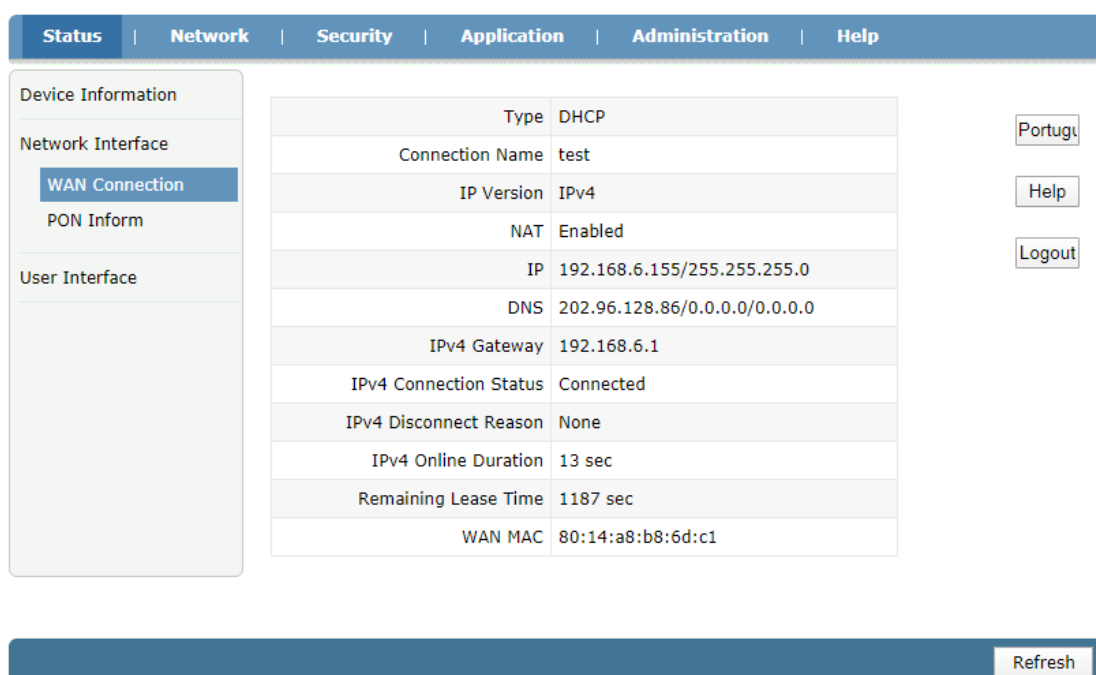 Status | Network | Security | Application | Administration | Help
Device Information
Network Interface
WAN Connection
PON Inform
User Interface
Type DHCP
Connection Name test
IP Version IPv4
NAT Enabled
IP 192.168.6.155/255.255.255.0
DNS 202.96.128.86/0.0.0.0/0.0.0.0
IPv4 Gateway 192.168.6.1
IPv4 Connection Status Connected
IPv4 Disconnect Reason None
IPv4 Online Duration 13 sec
Remaining Lease Time 1187 sec
WAN MAC 80:14:a8:b8:6d:c1
Portugu
Help
Logout
Refresh